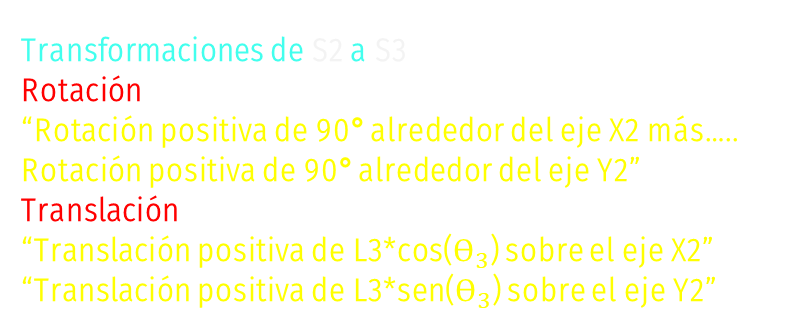 Transformaciones de S2 a S3
Rotación
“Rotación positiva de 90° alrededor del eje X2 más.....
Rotación positiva de 90° alrededor del eje Y2”
Translación
“Translación positiva de L3*cos(ϴ₃) sobre el eje X2”
“Translación positiva de L3*sen(ϴ₃) sobre el eje Y2”